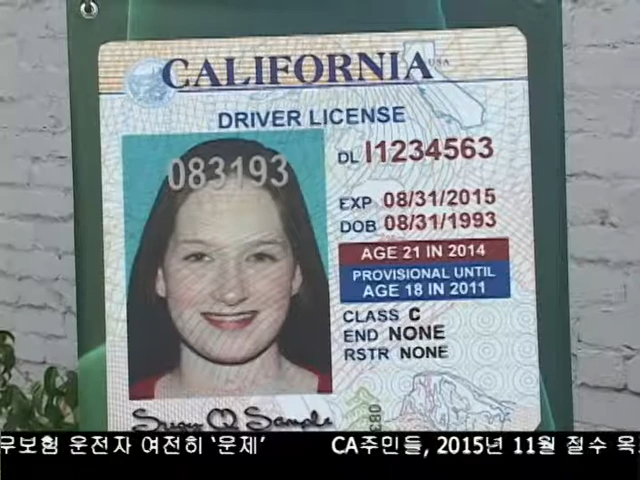 CALIFORNIA USA
DRIVER LICENSE
083193
DL I1234563
EXP 08/31/2015
DOB 08/31/1993
AGE 21 IN 2014
PROVISIONAL UNTIL
AGE 18 IN 2011
CLASS C
END NONE
RSTR NONE
Susan Q Sample
무보험 운전자 여전히 '문제' CA주민들, 2015년 11월 절수 목